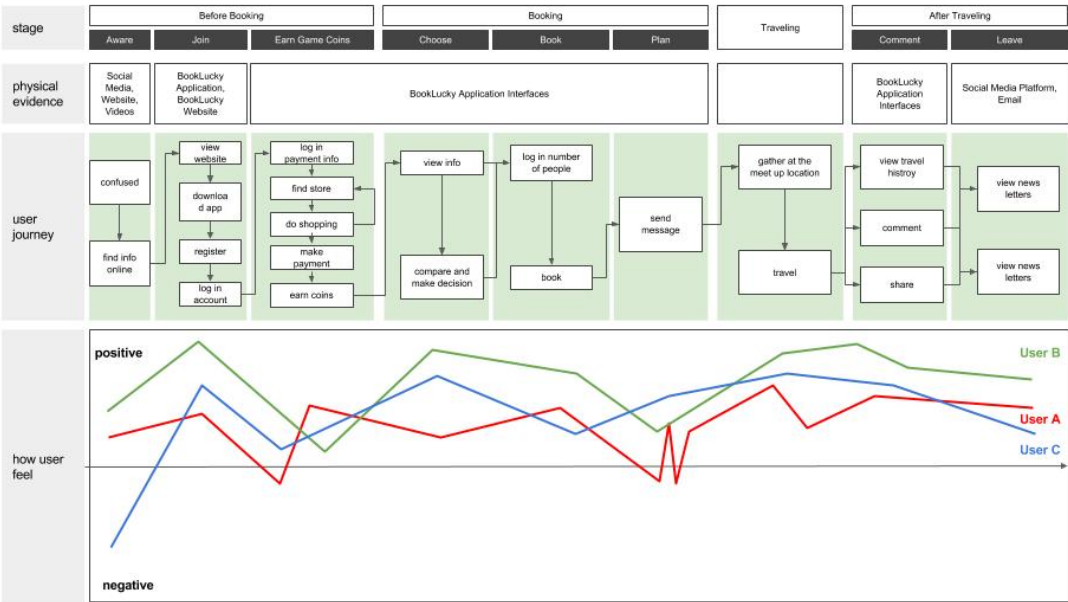 stage
Before Booking
Booking
Traveling
After Traveling
Aware
Join
Earn Game Coins
Choose
Book
Plan
Comment
Leave
physical
evidence
Social
Media,
Website,
Videos
BookLucky
Application,
BookLucky
Website
BookLucky Application Interfaces
BookLucky
Application
Interfaces
Social Media Platform,
Email
user
journey
confused
find info
online
view
website
downloa
d app
register
log in
account
log in
payment info
find store
do shopping
make
payment
earn coins
view info
compare and
make decision
log in number
of people
book
send
message
gather at the
meet up location
travel
view travel
histroy
comment
share
view news
letters
view news
letters
how user
feel
positive
negative
User B
User A
User C